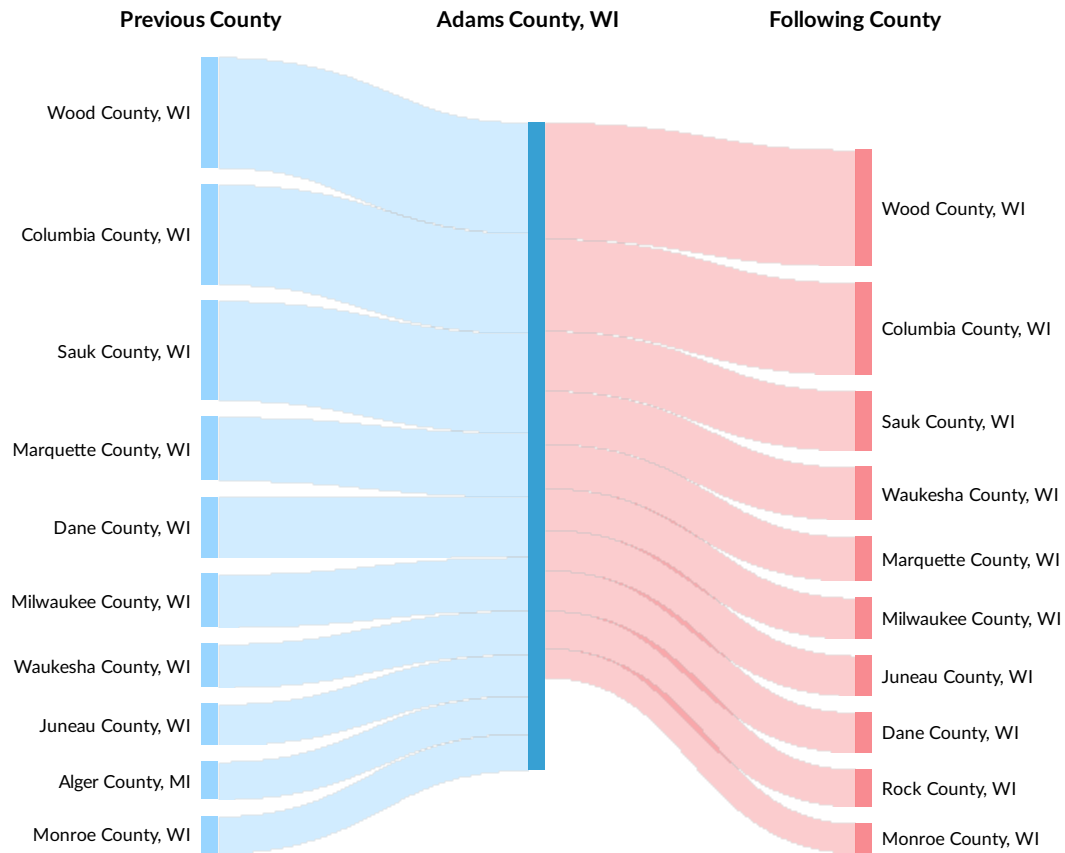 Previous County
Adams County, WI
Following County
Wood County, WI
Columbia County, WI
Sauk County, WI
Marquette County, WI
Dane County, WI
Milwaukee County, WI
Waukesha County, WI
Juneau County, WI
Alger County, MI
Monroe County, WI
Wood County, WI
Columbia County, WI
Sauk County, WI
Waukesha County, WI
Marquette County, WI
Milwaukee County, WI
Juneau County, WI
Dane County, WI
Rock County, WI
Monroe County, WI